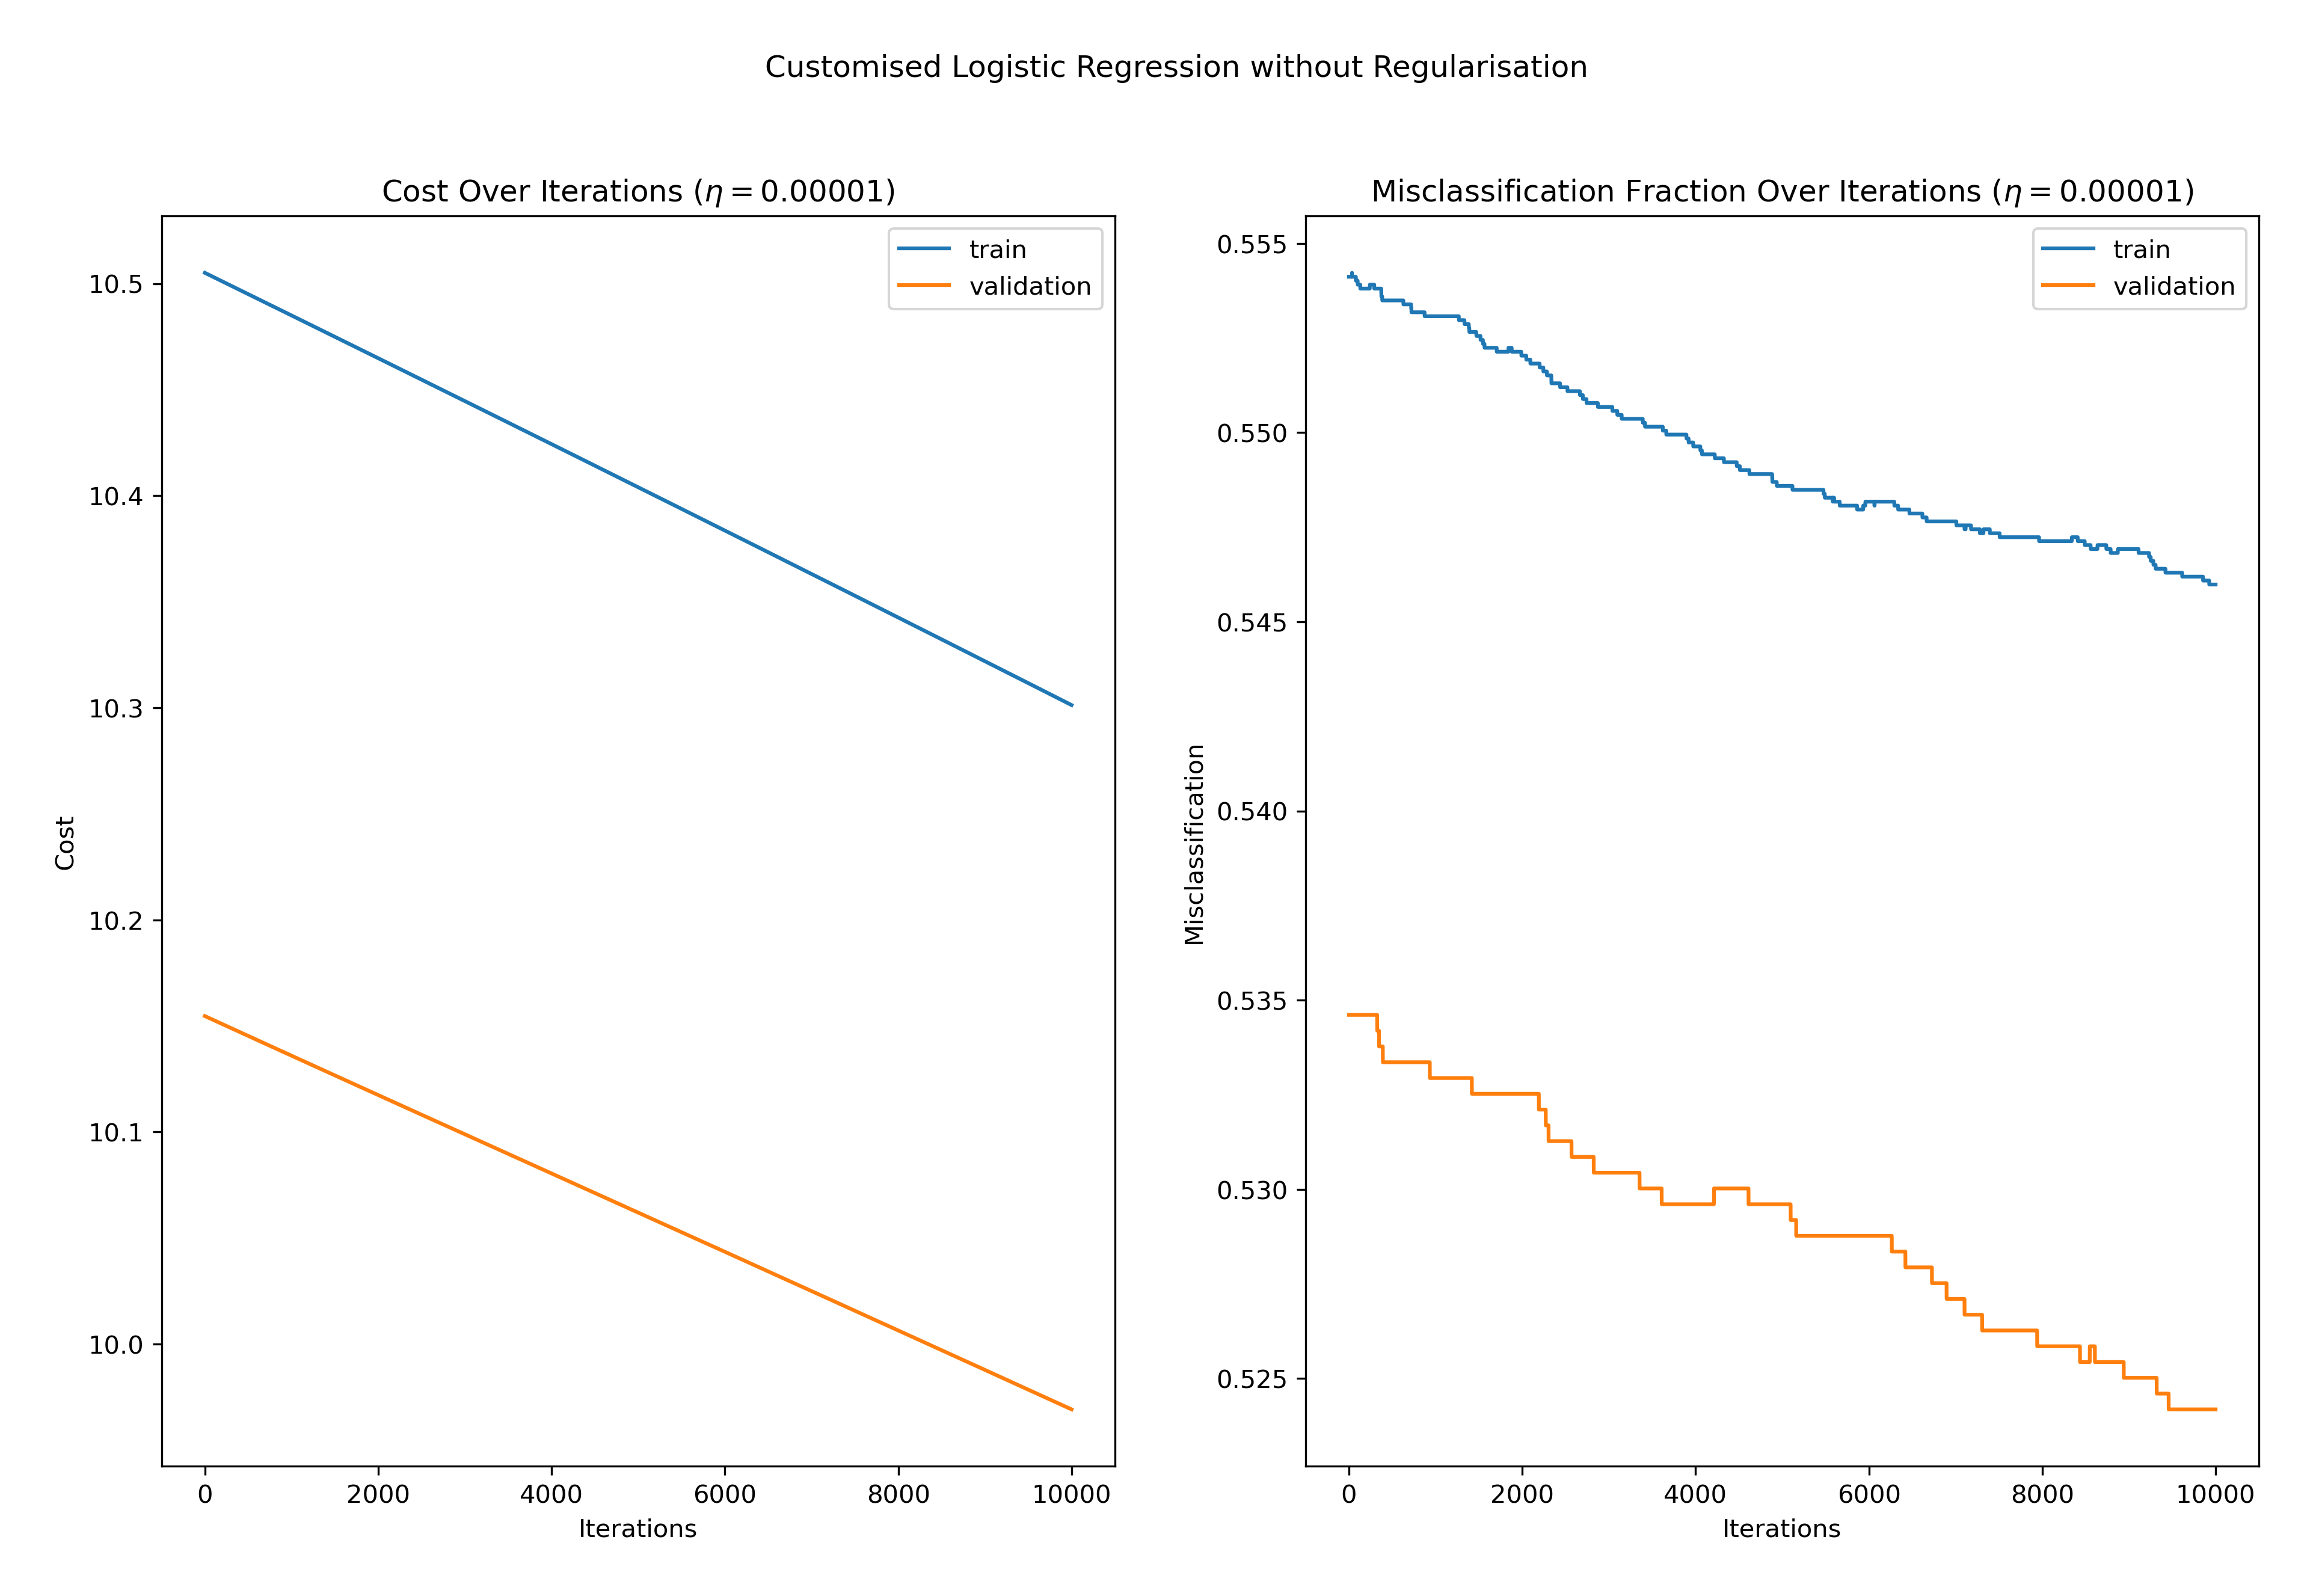 Customised Logistic Regression without Regularisation
Cost Over Iterations (η = 0.00001)
train
validation
10.5
10.4
10.3
10.2
10.1
10.0
Cost
0
2000
4000
6000
8000
10000
Iterations
Misclassification Fraction Over Iterations (η = 0.00001)
train
validation
0.555
0.550
0.545
0.540
0.535
0.530
0.525
Misclassification
0
2000
4000
6000
8000
10000
Iterations